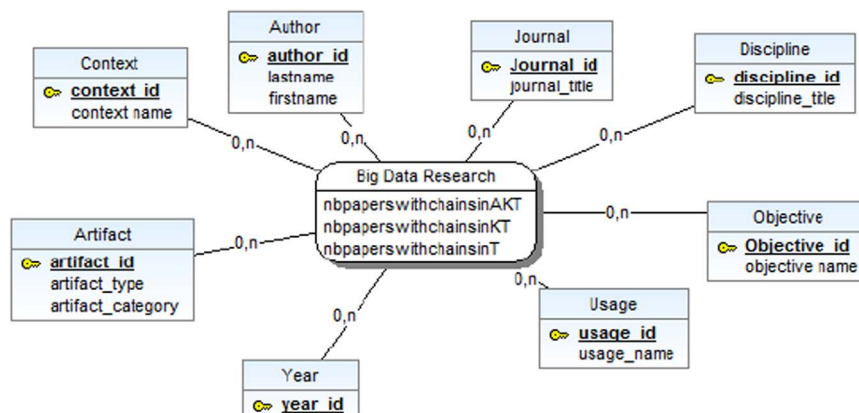 Author
author_id
lastname
firstname
Journal
Journal_id
journal_title
Discipline
discipline_id
discipline_title
Context
context_id
context name
0,n
0,n
0,n
0,n
Big Data Research
nbpaperswithchainsinAKT
nbpaperswithchainsinKT
nbpaperswithchainsinT
0,n
Objective
Objective_id
objective name
Artifact
artifact_id
artifact_type
artifact_category
0,n
0,n
Usage
usage_id
usage_name
0,n
Year
year_id